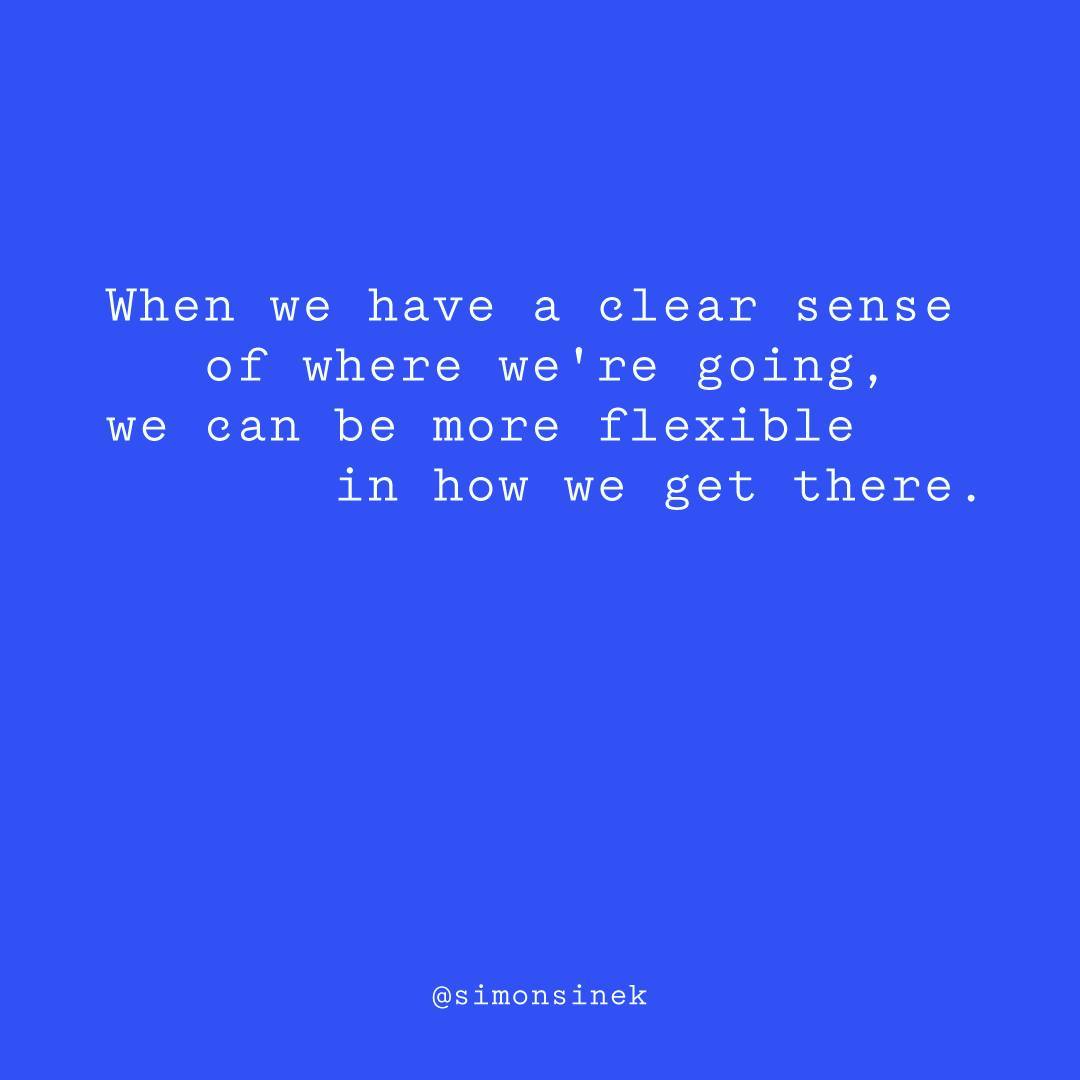 When we have a clear sense
of where we're going,
we can be more flexible
in how we get there.
@simonsinek